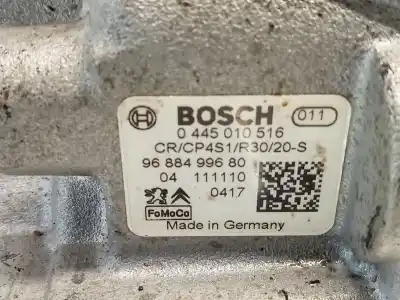 BOSCH 011
0 445 010 516
CR/CP4S1/R30/20-S
96 884 996 80
04 111110
0417
FoMoCo
Made in Germany